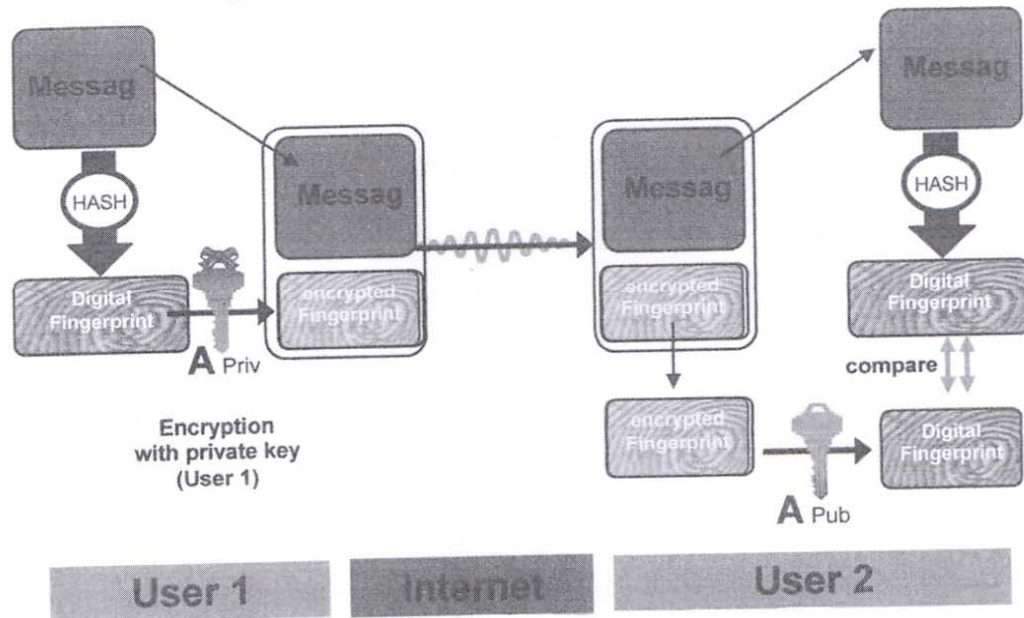 Messag
HASH
Digital
Fingerprint
A Priv
Encryption
with private key
(User 1)
Messag
encrypted
Fingerprint
Messag
encrypted
Fingerprint
encrypted
Fingerprint
A Pub
Messag
HASH
Digital
Fingerprint
compare
Digital
Fingerprint
User 1
Internet
User 2